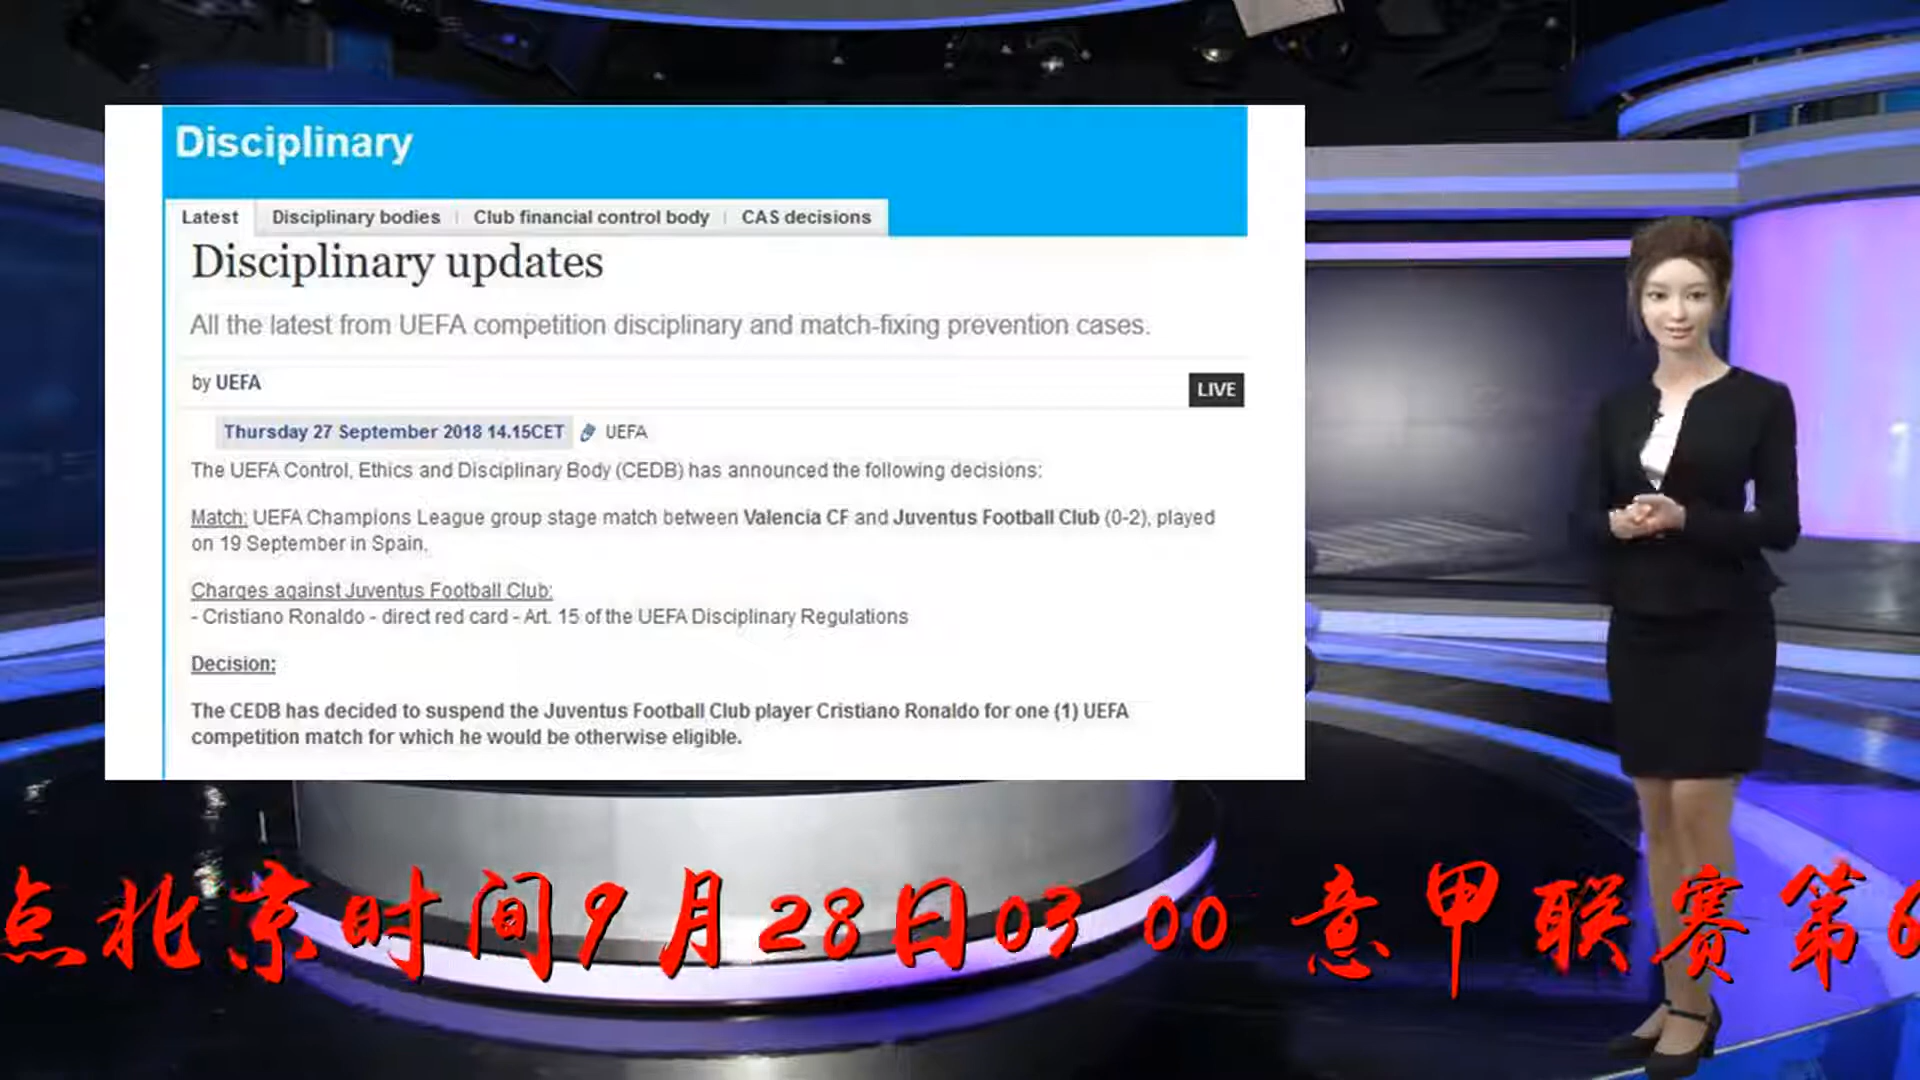 Disciplinary
Latest
Disciplinary bodies
Club financial control body
CAS decisions
Disciplinary updates
All the latest from UEFA competition disciplinary and match-fixing prevention cases.
by UEFA
LIVE
Thursday 27 September 2018 14.15CET
UEFA
The UEFA Control, Ethics and Disciplinary Body (CEDB) has announced the following decisions:
Match: UEFA Champions League group stage match between Valencia CF and Juventus Football Club (0-2), played
on 19 September in Spain.
Charges against Juventus Football Club:
- Cristiano Ronaldo - direct red card - Art. 15 of the UEFA Disciplinary Regulations
Decision:
The CEDB has decided to suspend the Juventus Football Club player Cristiano Ronaldo for one (1) UEFA
competition match for which he would be otherwise eligible.
点北京时间9月28日03 00 意甲联赛第6